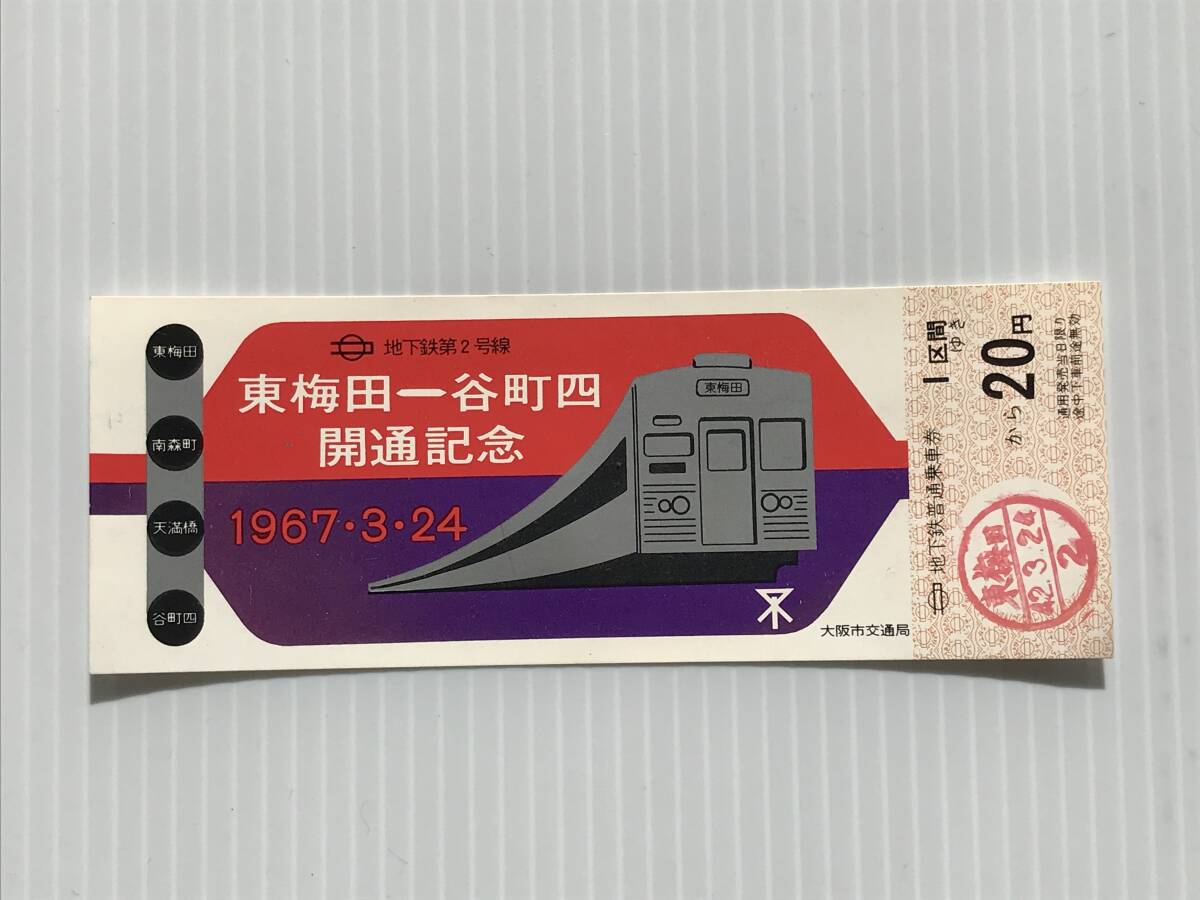 東梅田
南森町
天満橋
谷町四
地下鉄第2号線
東梅田ー谷町四
開通記念
1967・3・24
東梅田
大阪市交通局
地下鉄普通乗車券
1区間ゆき
から20円
通用発売当日限り
途中下車前途無効
東梅田
42.3.24
2